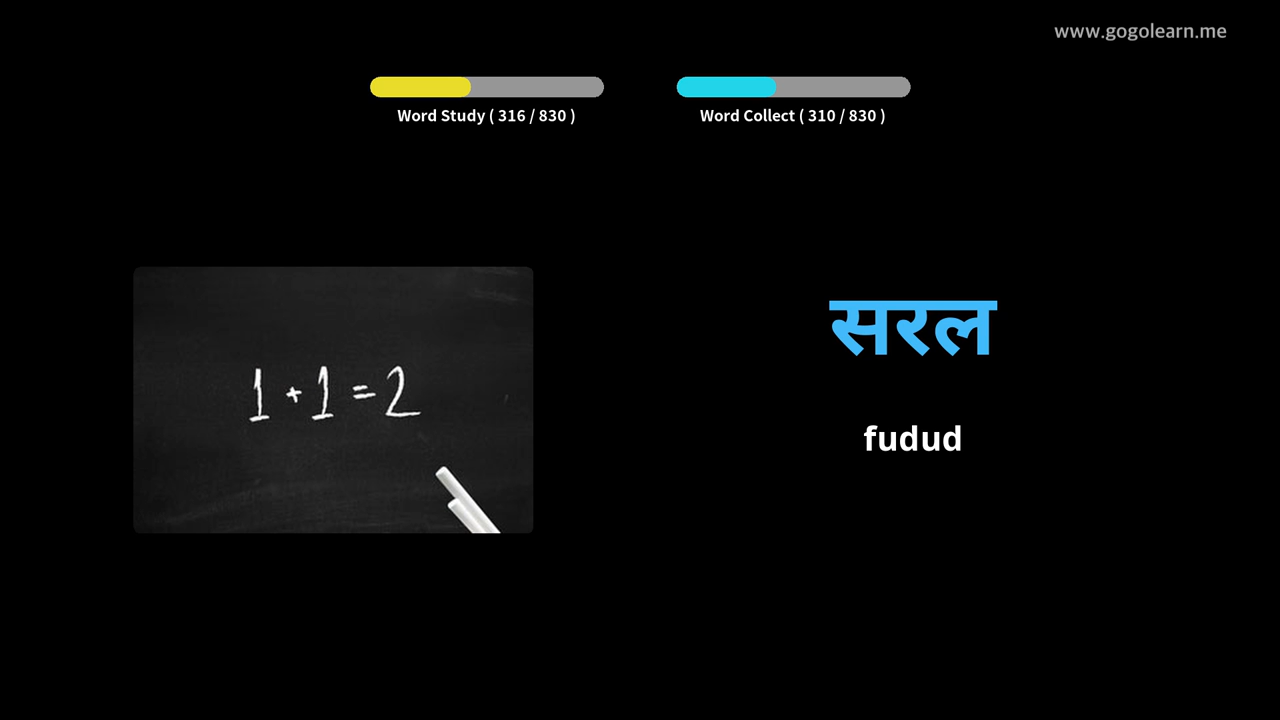 www.gogolearn.me
Word Study ( 316 / 830 )
Word Collect ( 310 / 830 )
1 + 1 = 2
सरल
fudud